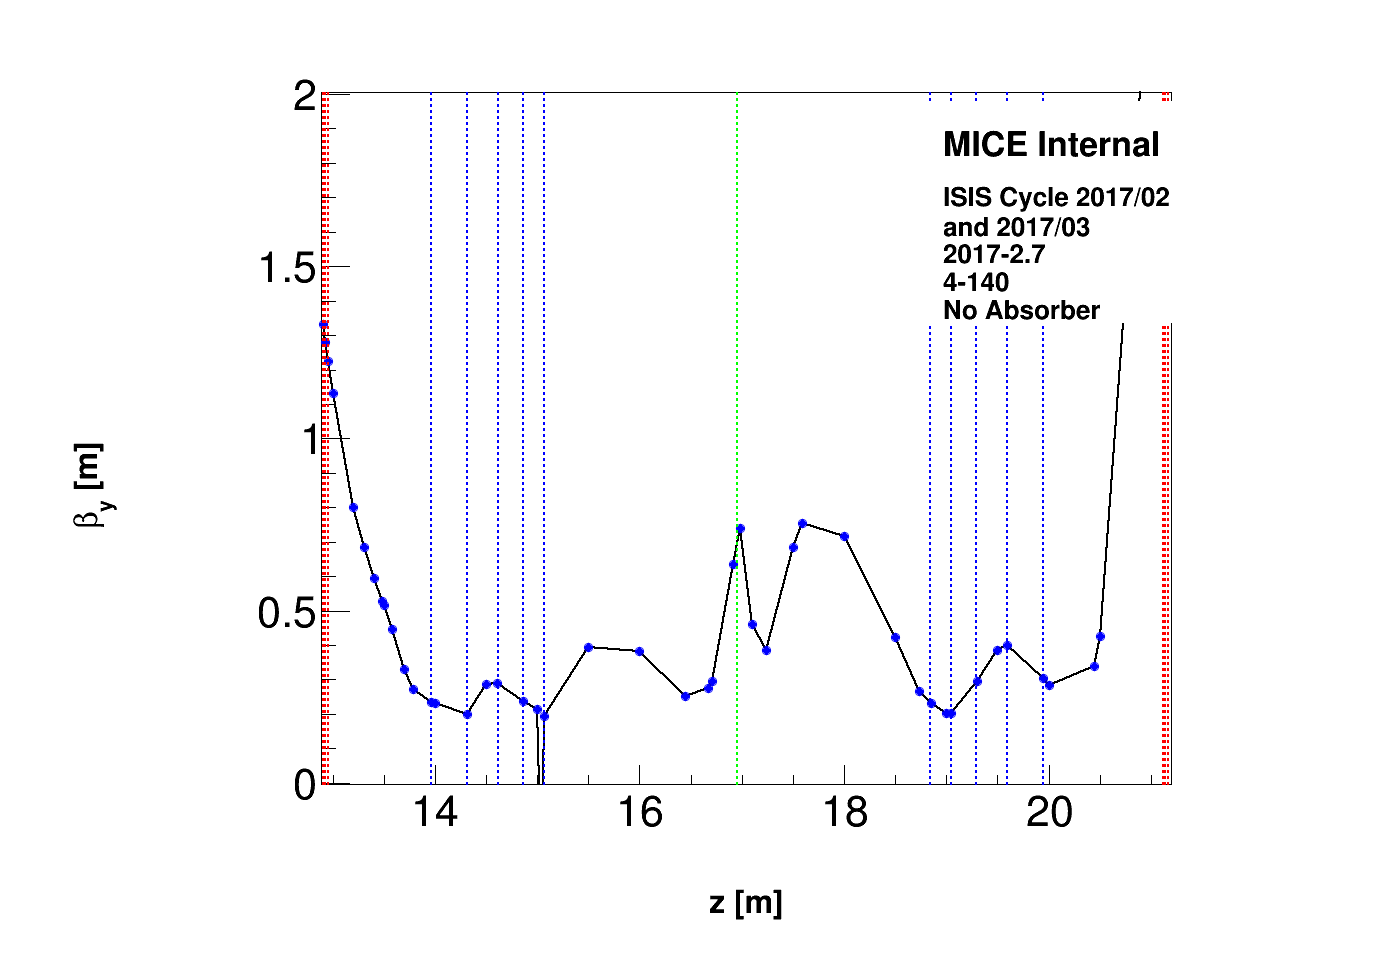 2
1.5
1
0.5
0
14 16 18 20
β_y [m]
z [m]
MICE Internal
ISIS Cycle 2017/02
and 2017/03
2017-2.7
4-140
No Absorber